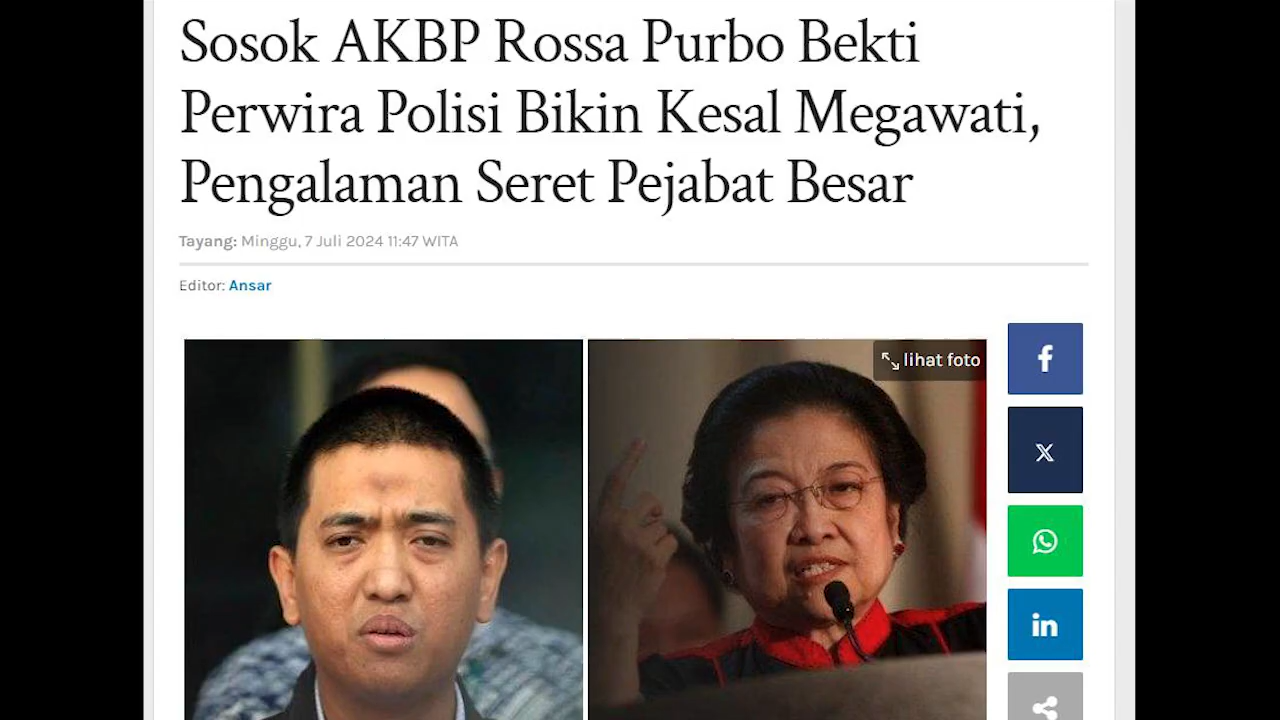 Sosok AKBP Rossa Purbo Bekti
Perwira Polisi Bikin Kesal Megawati,
Pengalaman Seret Pejabat Besar
Tayang: Minggu, 7 Juli 2024 11:47 WITA
Editor: Ansar
lihat foto